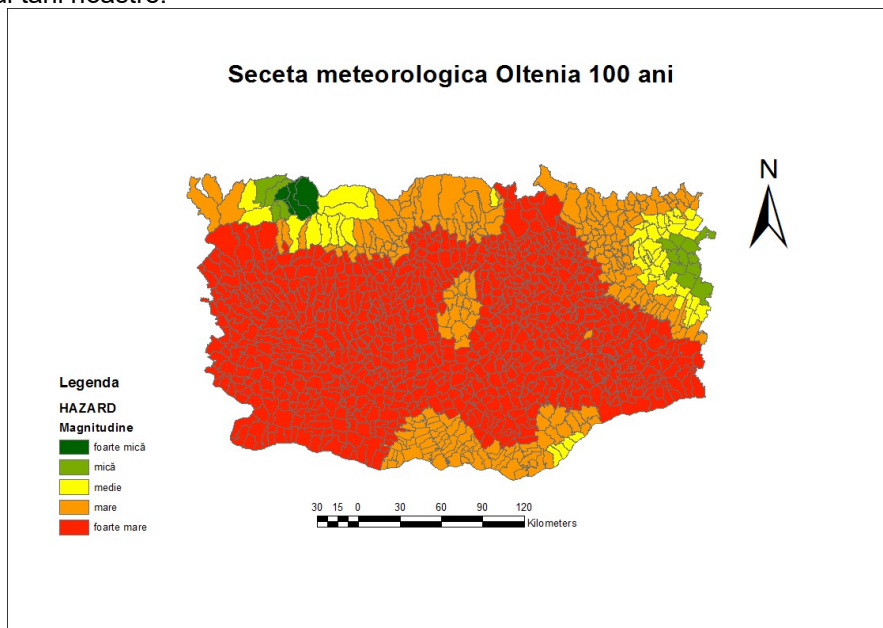 Seceta meteorologica Oltenia 100 ani
N
Legenda
HAZARD
Magnitudine
foarte mică
mică
medie
mare
foarte mare
30 15 0 30 60 90 120
Kilometers